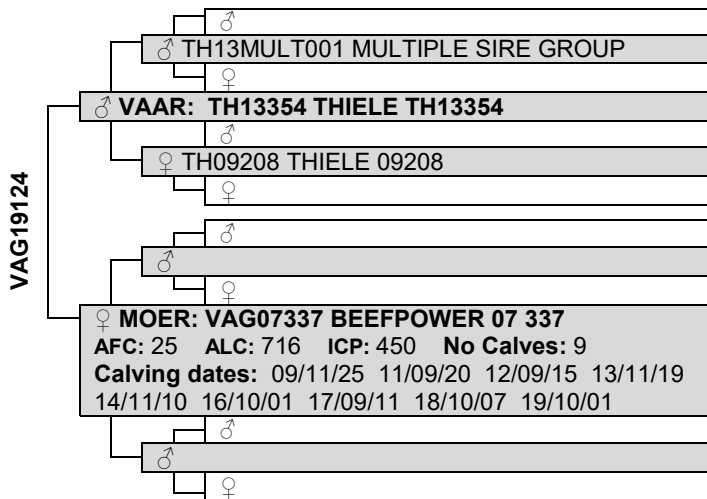 ♂
♂ TH13MULT001 MULTIPLE SIRE GROUP
♀
♂ VAAR: TH13354 THIELE TH13354
♂
♀ TH09208 THIELE 09208
♀
VAG19124
♂
♂
♀
♀ MOER: VAG07337 BEEFPOWER 07 337
AFC: 25 ALC: 716 ICP: 450 No Calves: 9
Calving dates: 09/11/25 11/09/20 12/09/15 13/11/19
14/11/10 16/10/01 17/09/11 18/10/07 19/10/01
♂
♂
♀